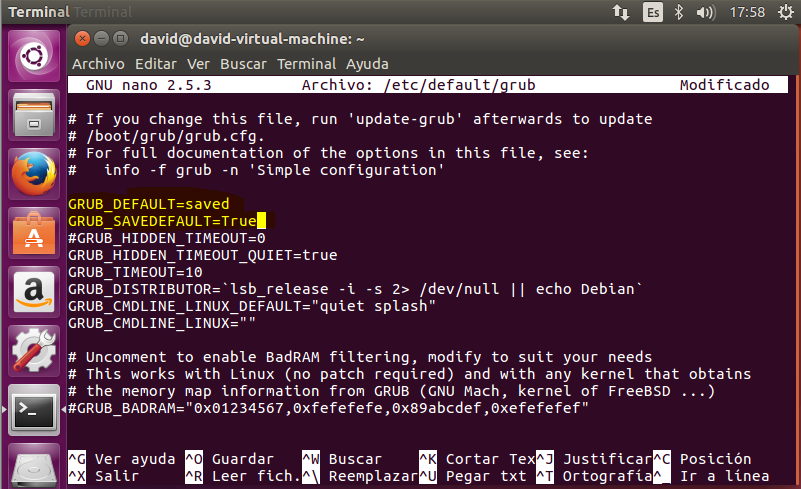 Terminal Terminal Es 17:58
david@david-virtual-machine: ~
Archivo Editar Ver Buscar Terminal Ayuda
GNU nano 2.5.3 Archivo: /etc/default/grub Modificado
# If you change this file, run 'update-grub' afterwards to update
# /boot/grub/grub.cfg.
# For full documentation of the options in this file, see:
#   info -f grub -n 'Simple configuration'
GRUB_DEFAULT=saved
GRUB_SAVEDEFAULT=True
#GRUB_HIDDEN_TIMEOUT=0
GRUB_HIDDEN_TIMEOUT_QUIET=true
GRUB_TIMEOUT=10
GRUB_DISTRIBUTOR=`lsb_release -i -s 2> /dev/null || echo Debian`
GRUB_CMDLINE_LINUX_DEFAULT="quiet splash"
GRUB_CMDLINE_LINUX=""
# Uncomment to enable BadRAM filtering, modify to suit your needs
# This works with Linux (no patch required) and with any kernel that obtains
# the memory map information from GRUB (GNU Mach, kernel of FreeBSD ...)
#GRUB_BADRAM="0x01234567,0xfefefefe,0x89abcdef,0xefefefef"
^G Ver ayuda ^O Guardar ^W Buscar ^K Cortar Tex^J Justificar^C Posición
^X Salir ^R Leer fich.^\ Reemplazar^U Pegar txt ^T Ortografía^_ Ir a línea